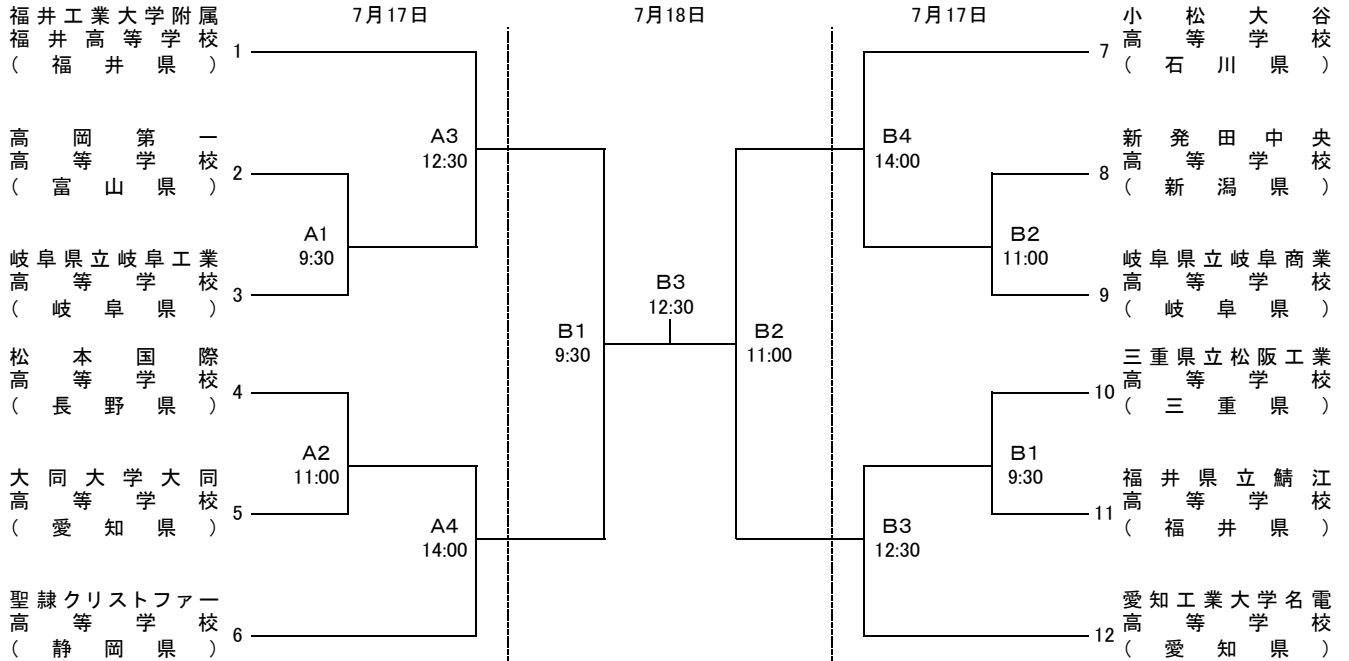 7月17日
7月18日
7月17日
福井工業大学附属
福井高等学校
(福井県)
1
高岡第一
高等学校
(富山県)
2
岐阜県立岐阜工業
高等学校
(岐阜県)
3
松本国際
高等学校
(長野県)
4
大同大学大同
高等学校
(愛知県)
5
聖隷クリストファー
高等学校
(静岡県)
6
A3
12:30
A1
9:30
A2
11:00
A4
14:00
B1
9:30
B3
12:30
B2
11:00
B4
14:00
B2
11:00
B1
9:30
B3
12:30
7
小松大谷
高等学校
(石川県)
8
新発田中央
高等学校
(新潟県)
9
岐阜県立岐阜商業
高等学校
(岐阜県)
10
三重県立松阪工業
高等学校
(三重県)
11
福井県立鯖江
高等学校
(福井県)
12
愛知工業大学名電
高等学校
(愛知県)